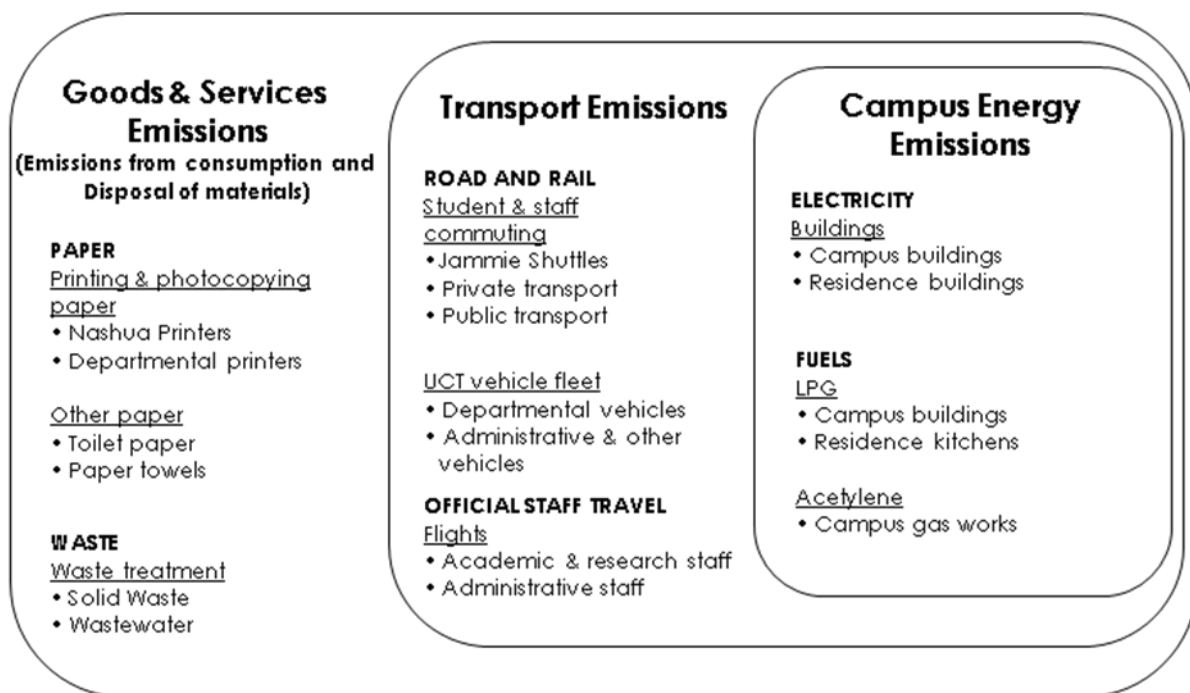 Goods & Services
Emissions
(Emissions from consumption and
Disposal of materials)
PAPER
Printing & photocopying
paper
• Nashua Printers
• Departmental printers
Other paper
• Toilet paper
• Paper towels
WASTE
Waste treatment
• Solid Waste
• Wastewater
Transport Emissions
ROAD AND RAIL
Student & staff
commuting
• Jammie Shuttles
• Private transport
• Public transport
UCT vehicle fleet
• Departmental vehicles
• Administrative & other
vehicles
OFFICIAL STAFF TRAVEL
Flights
• Academic & research staff
• Administrative staff
Campus Energy
Emissions
ELECTRICITY
Buildings
• Campus buildings
• Residence buildings
FUELS
LPG
• Campus buildings
• Residence kitchens
Acetylene
• Campus gas works